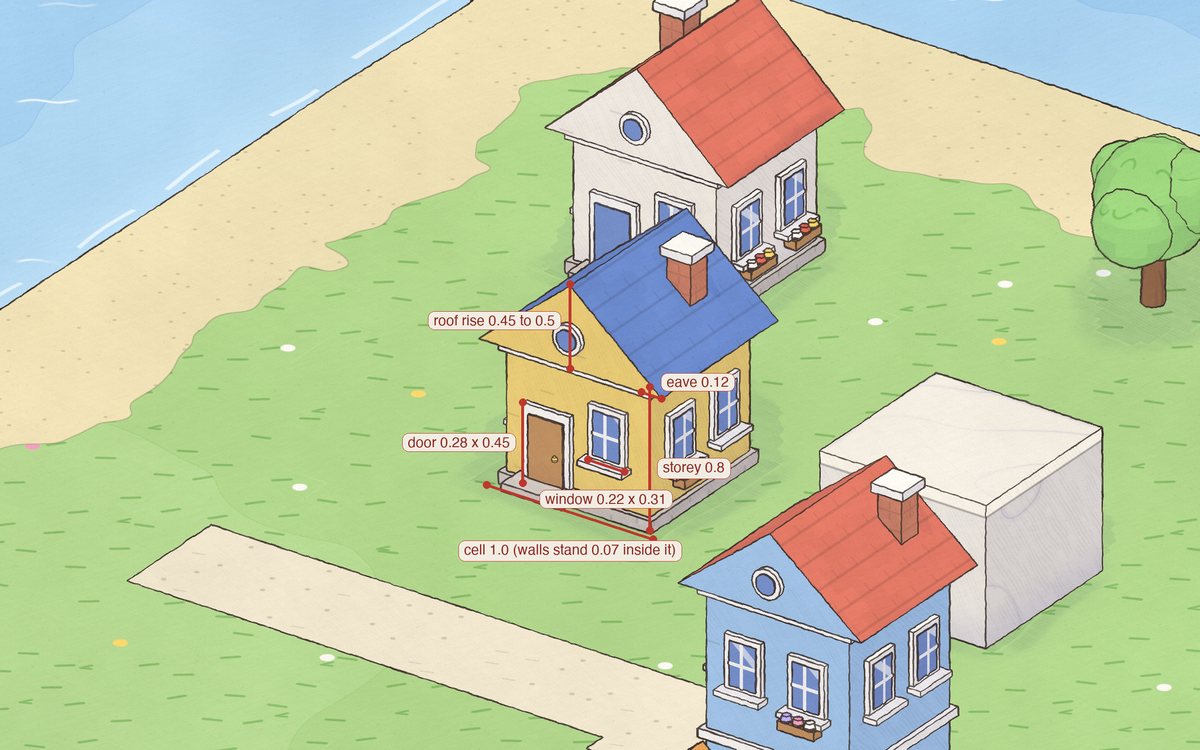 roof rise 0.45 to 0.5
eave 0.12
door 0.28 x 0.45
storey 0.8
window 0.22 x 0.31
cell 1.0 (walls stand 0.07 inside it)